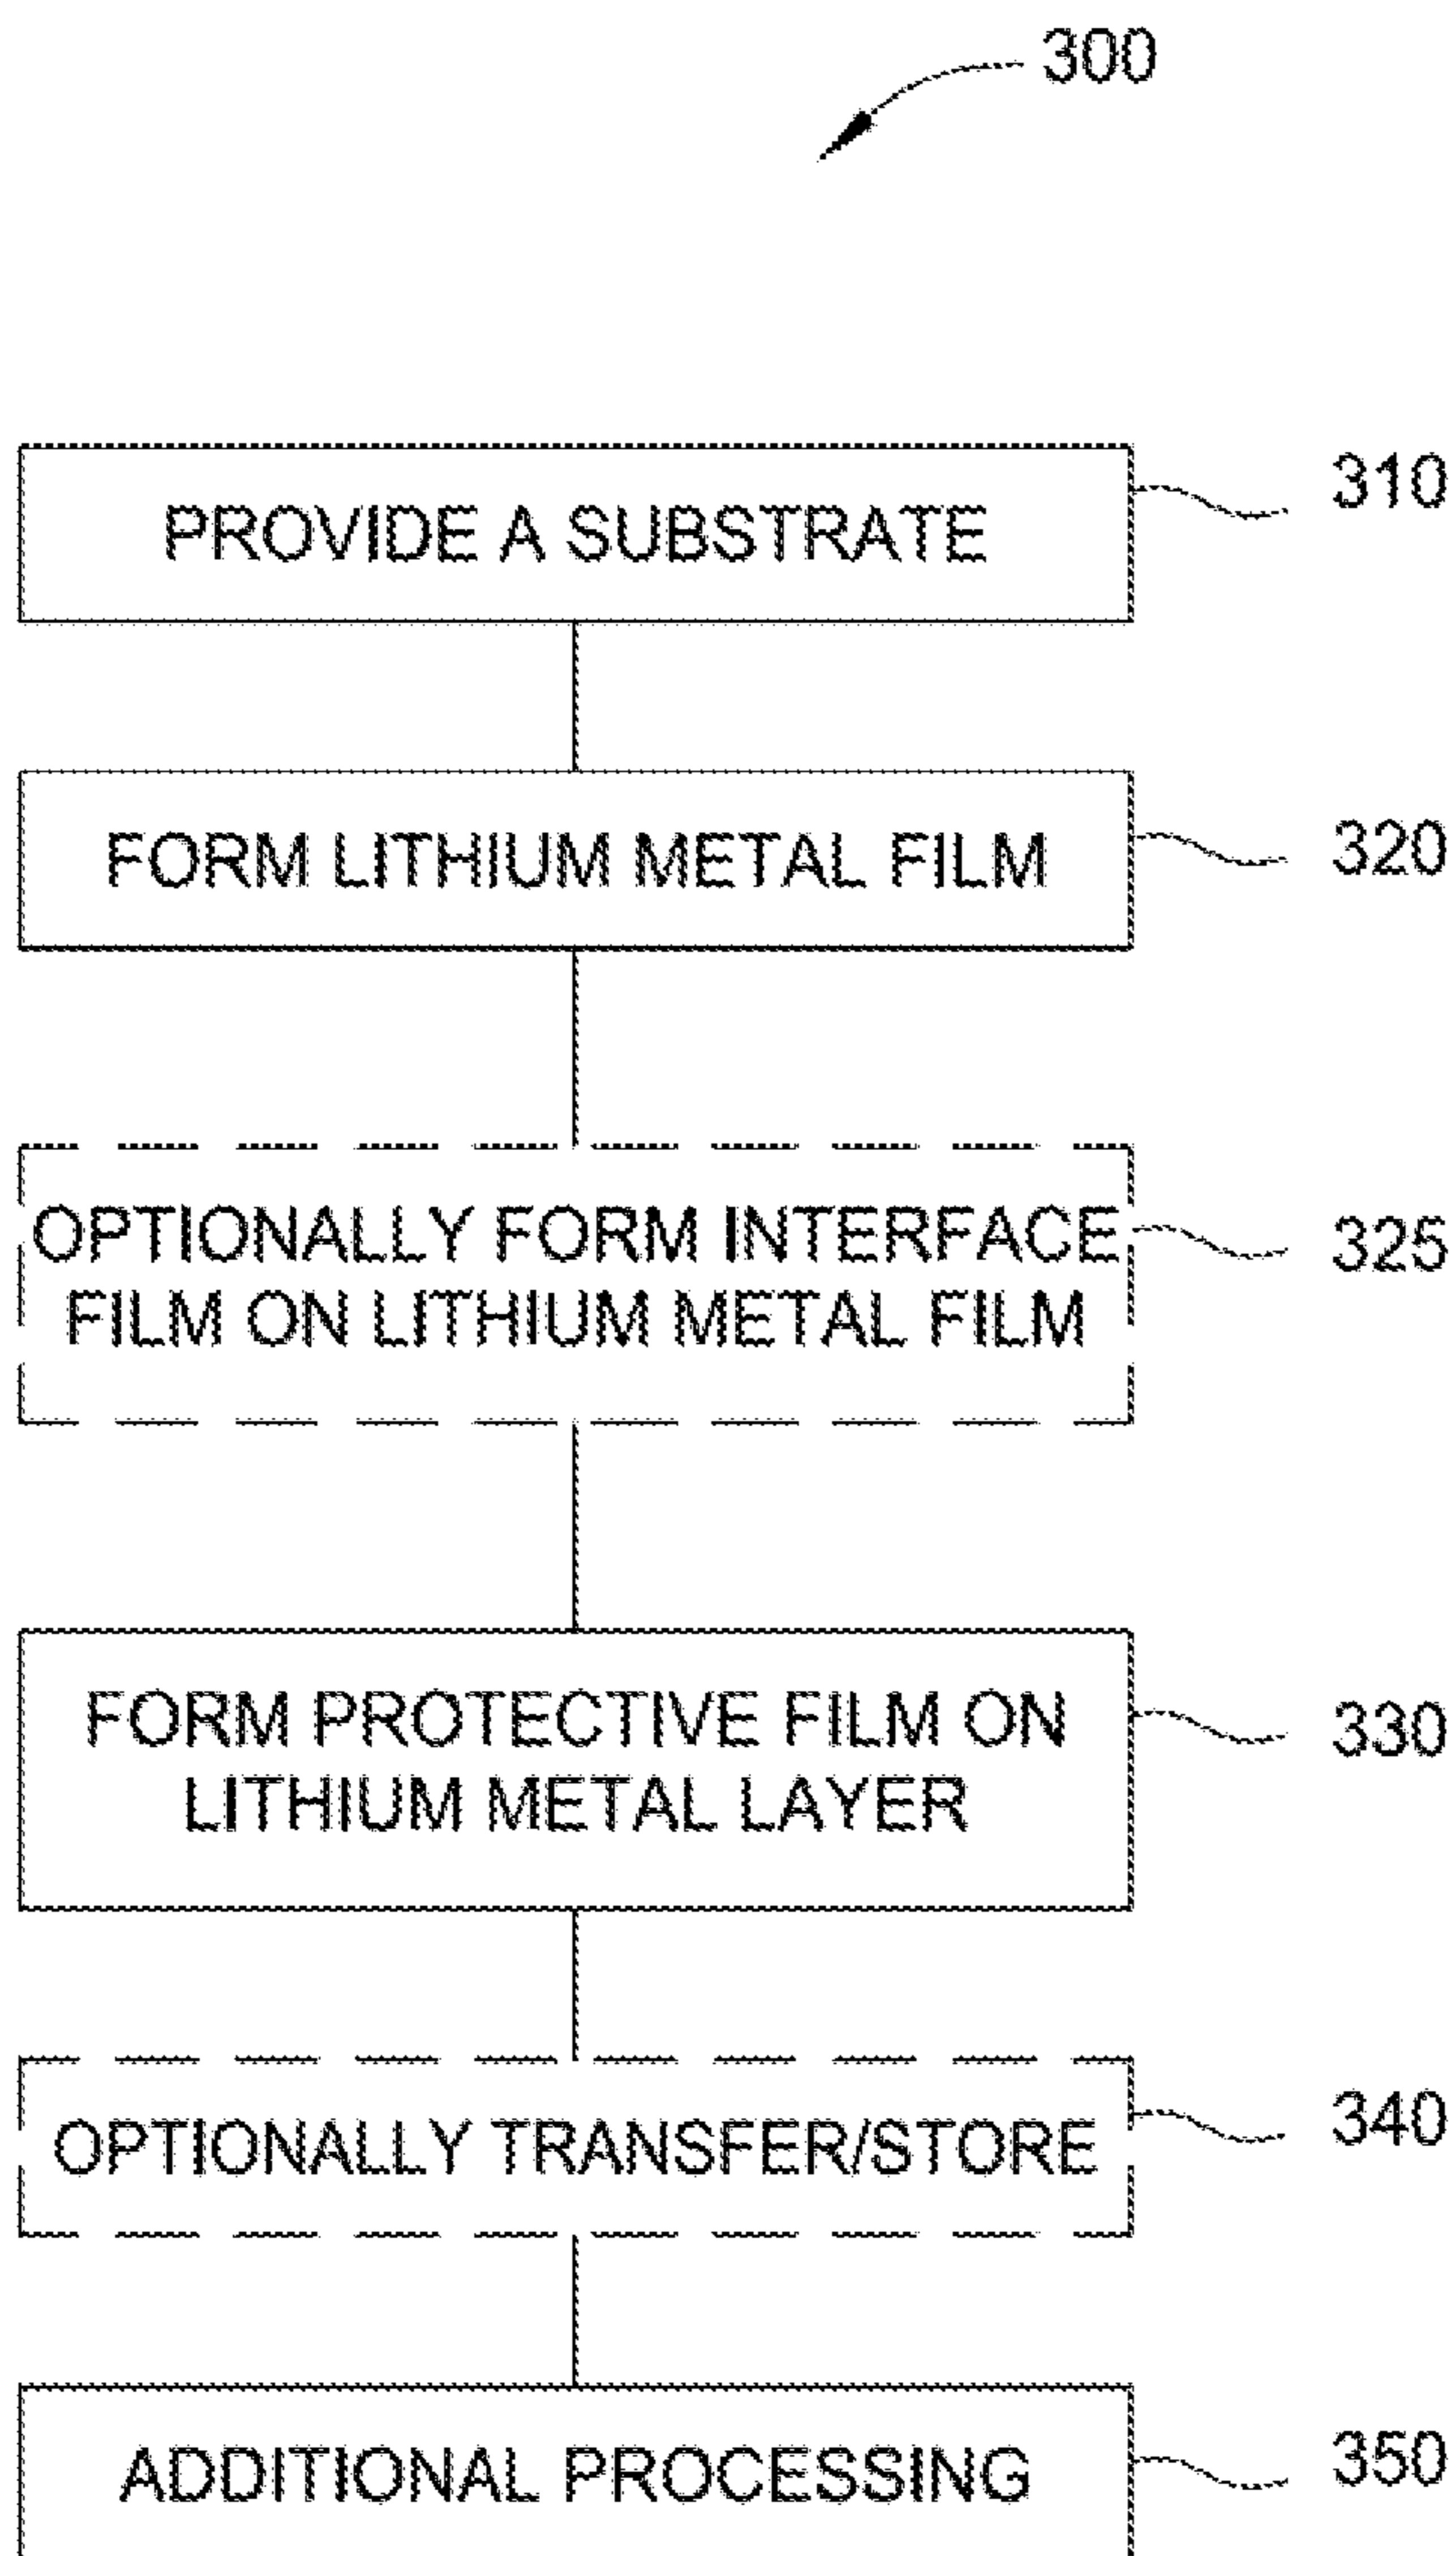 300
PROVIDE A SUBSTRATE
310
FORM LITHIUM METAL FILM
320
OPTIONALLY FORM INTERFACE
FILM ON LITHIUM METAL FILM
325
FORM PROTECTIVE FILM ON
LITHIUM METAL LAYER
330
OPTIONALLY TRANSFER/STORE
340
ADDITIONAL PROCESSING
350